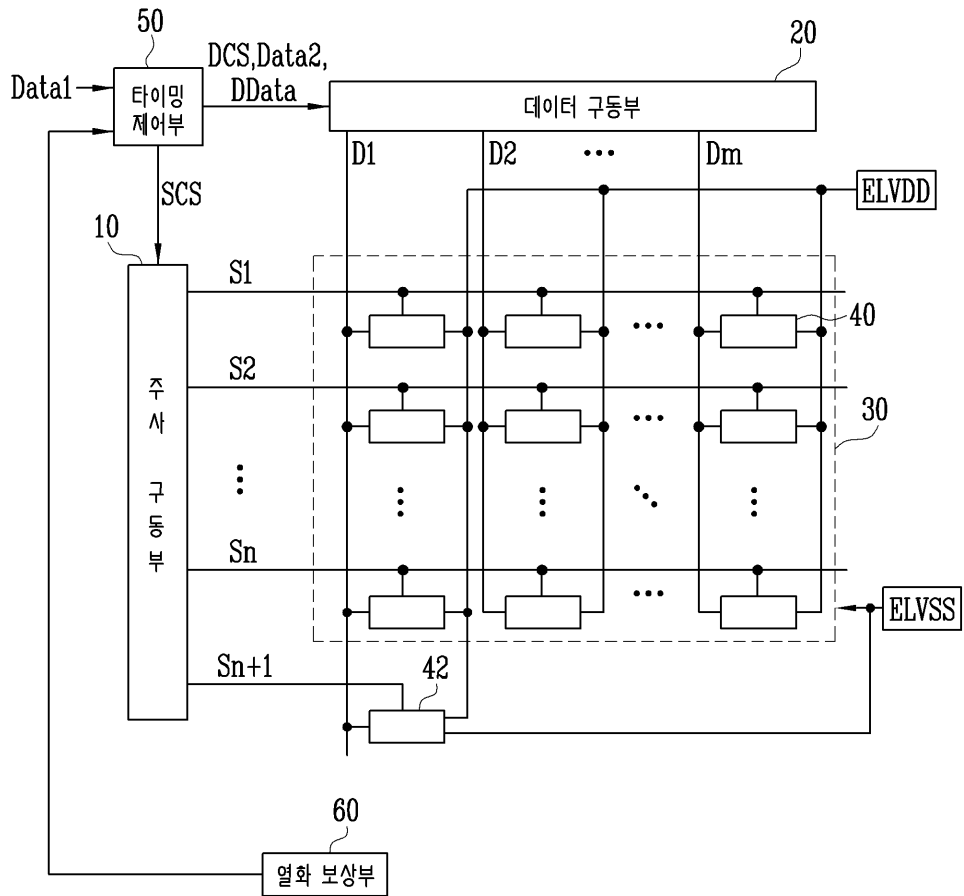 50
20
DCS,Data2,
DData
Data1
타이밍
제어부
데이터 구동부
D1
D2
...
Dm
SCS
ELVDD
10
S1
40
...
S2
주사 구동부
...
30
Sn
...
ELVSS
Sn+1
42
60
열화 보상부